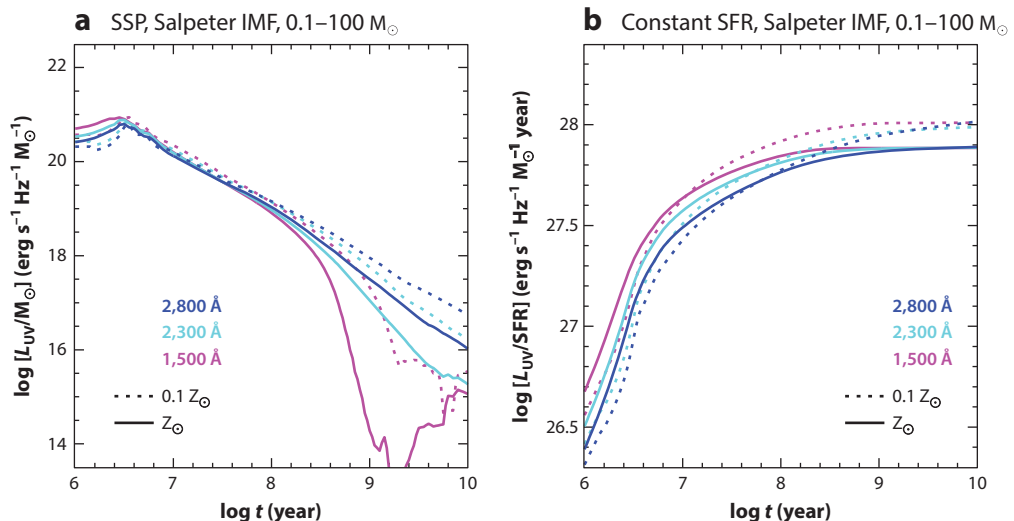 a SSP, Salpeter IMF, 0.1–100 M⊙
log [L_UV/M⊙] (erg s⁻¹ Hz⁻¹ M⊙⁻¹)
22
20
18
16
14
2,800 Å
2,300 Å
1,500 Å
0.1 Z⊙
Z⊙
6 7 8 9 10
log t (year)
b Constant SFR, Salpeter IMF, 0.1–100 M⊙
log [L_UV/SFR] (erg s⁻¹ Hz⁻¹ M⊙⁻¹ year)
28
27.5
27
26.5
2,800 Å
2,300 Å
1,500 Å
0.1 Z⊙
Z⊙
6 7 8 9 10
log t (year)